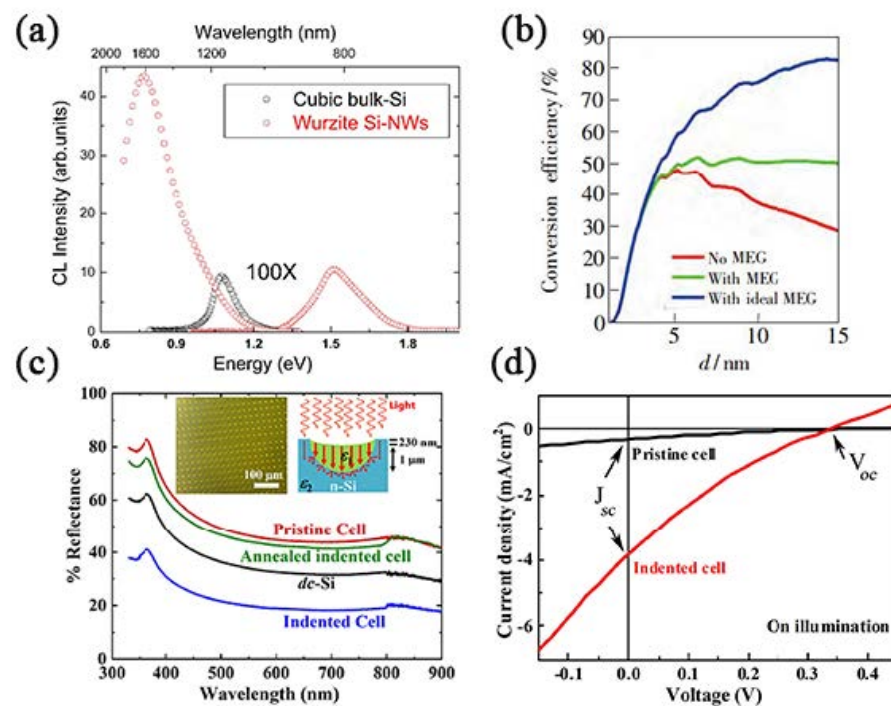 (a)
Wavelength (nm)
2000 1600 1200 800
CL Intensity (arb.units)
40
30
20
10
0
Cubic bulk-Si
Wurzite Si-NWs
100X
0.6 0.9 1.2 1.5 1.8
Energy (eV)
(b)
Conversion efficiency/%
90
80
70
60
50
40
30
20
10
0
No MEG
With MEG
With ideal MEG
5 10 15
d/nm
(c)
% Reflectance
100
80
60
40
20
0
100 μm
Light
230 nm
1 μm
ε1
ε2
n-Si
Pristine Cell
Annealed indented cell
dc-Si
Indented Cell
300 400 500 600 700 800 900
Wavelength (nm)
(d)
Current density (mA/cm²)
0
-2
-4
-6
Pristine cell
Voc
Jsc
Indented cell
On illumination
-0.1 0.0 0.1 0.2 0.3 0.4
Voltage (V)